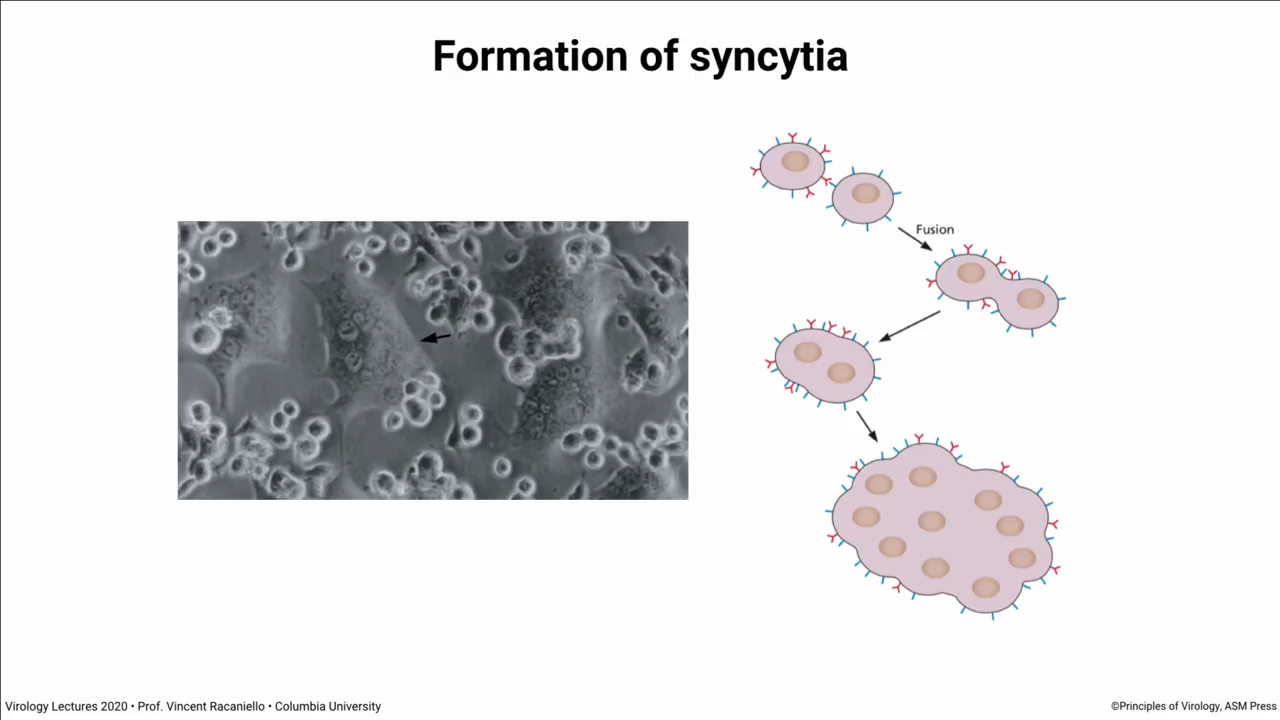 Formation of syncytia
Fusion
Virology Lectures 2020 • Prof. Vincent Racaniello • Columbia University
©Principles of Virology, ASM Press